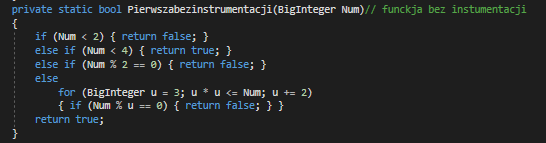 private static bool Pierwszabezinstrumentacji(BigInteger Num)// funckja bez instumentacji
{
if (Num < 2) { return false; }
else if (Num < 4) { return true; }
else if (Num % 2 == 0) { return false; }
else
for (BigInteger u = 3; u * u <= Num; u += 2)
{ if (Num % u == 0) { return false; } }
return true;
}